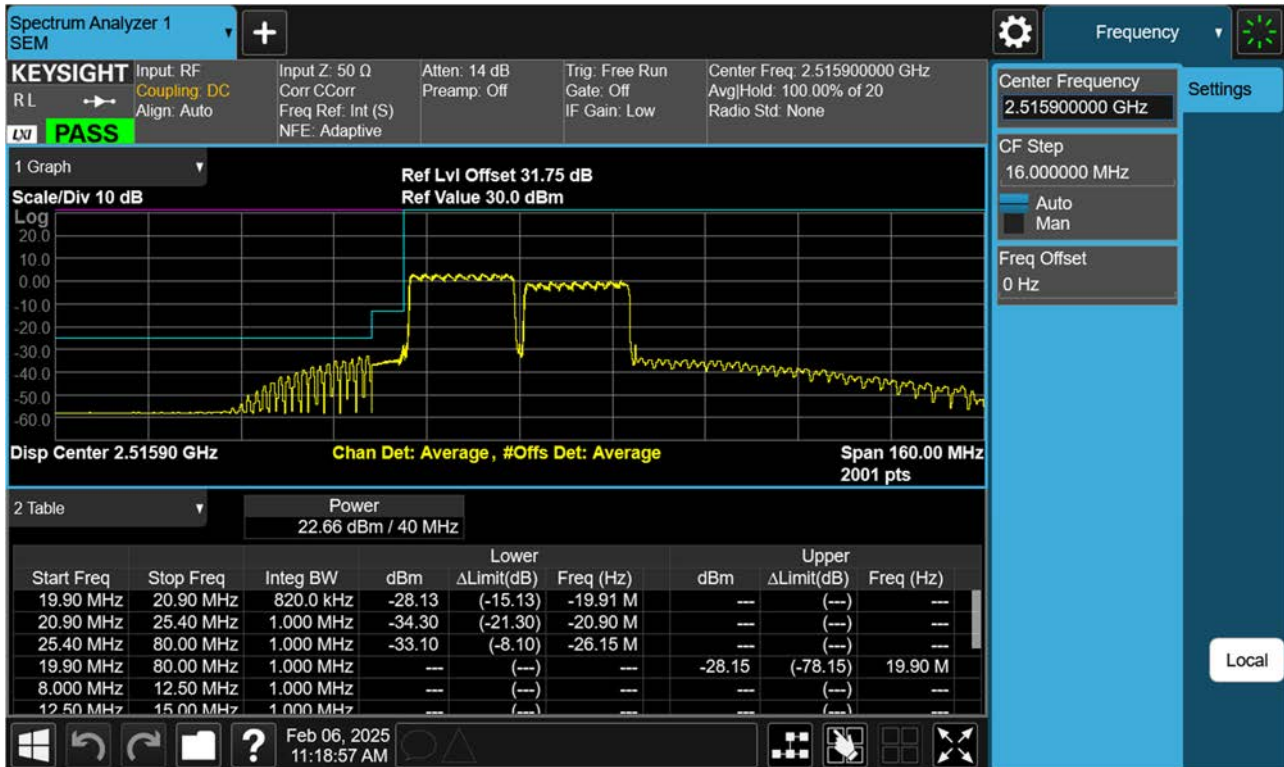 Spectrum Analyzer 1
SEM
Frequency
KEYSIGHT
RL
LXI
PASS
Input: RF
Coupling: DC
Align: Auto
Input Z: 50 Ω
Corr CCorr
Freq Ref: Int (S)
NFE: Adaptive
Atten: 14 dB
Preamp: Off
Trig: Free Run
Gate: Off
IF Gain: Low
Center Freq: 2.515900000 GHz
Avg|Hold: 100.00% of 20
Radio Std: None
Center Frequency
2.515900000 GHz
Settings
CF Step
16.000000 MHz
Auto
Man
Freq Offset
0 Hz
1 Graph
Ref Lvl Offset 31.75 dB
Scale/Div 10 dB
Ref Value 30.0 dBm
Log
20.0
10.0
0.00
-10.0
-20.0
-30.0
-40.0
-50.0
-60.0
Disp Center 2.51590 GHz
Chan Det: Average, #Offs Det: Average
Span 160.00 MHz
2001 pts
2 Table
Power
22.66 dBm / 40 MHz
Lower Upper
Start Freq Stop Freq Integ BW dBm ΔLimit(dB) Freq (Hz) dBm ΔLimit(dB) Freq (Hz)
19.90 MHz 20.90 MHz 820.0 kHz -28.13 (-15.13) -19.91 M --- (---) ---
20.90 MHz 25.40 MHz 1.000 MHz -34.30 (-21.30) -20.90 M --- (---) ---
25.40 MHz 80.00 MHz 1.000 MHz -33.10 (-8.10) -26.15 M --- (---) ---
19.90 MHz 80.00 MHz 1.000 MHz --- (---) --- -28.15 (-78.15) 19.90 M
8.000 MHz 12.50 MHz 1.000 MHz --- (---) --- --- (---) ---
12.50 MHz 15.00 MHz 1.000 MHz --- (---) --- --- (---) ---
Local
?
Feb 06, 2025
11:18:57 AM